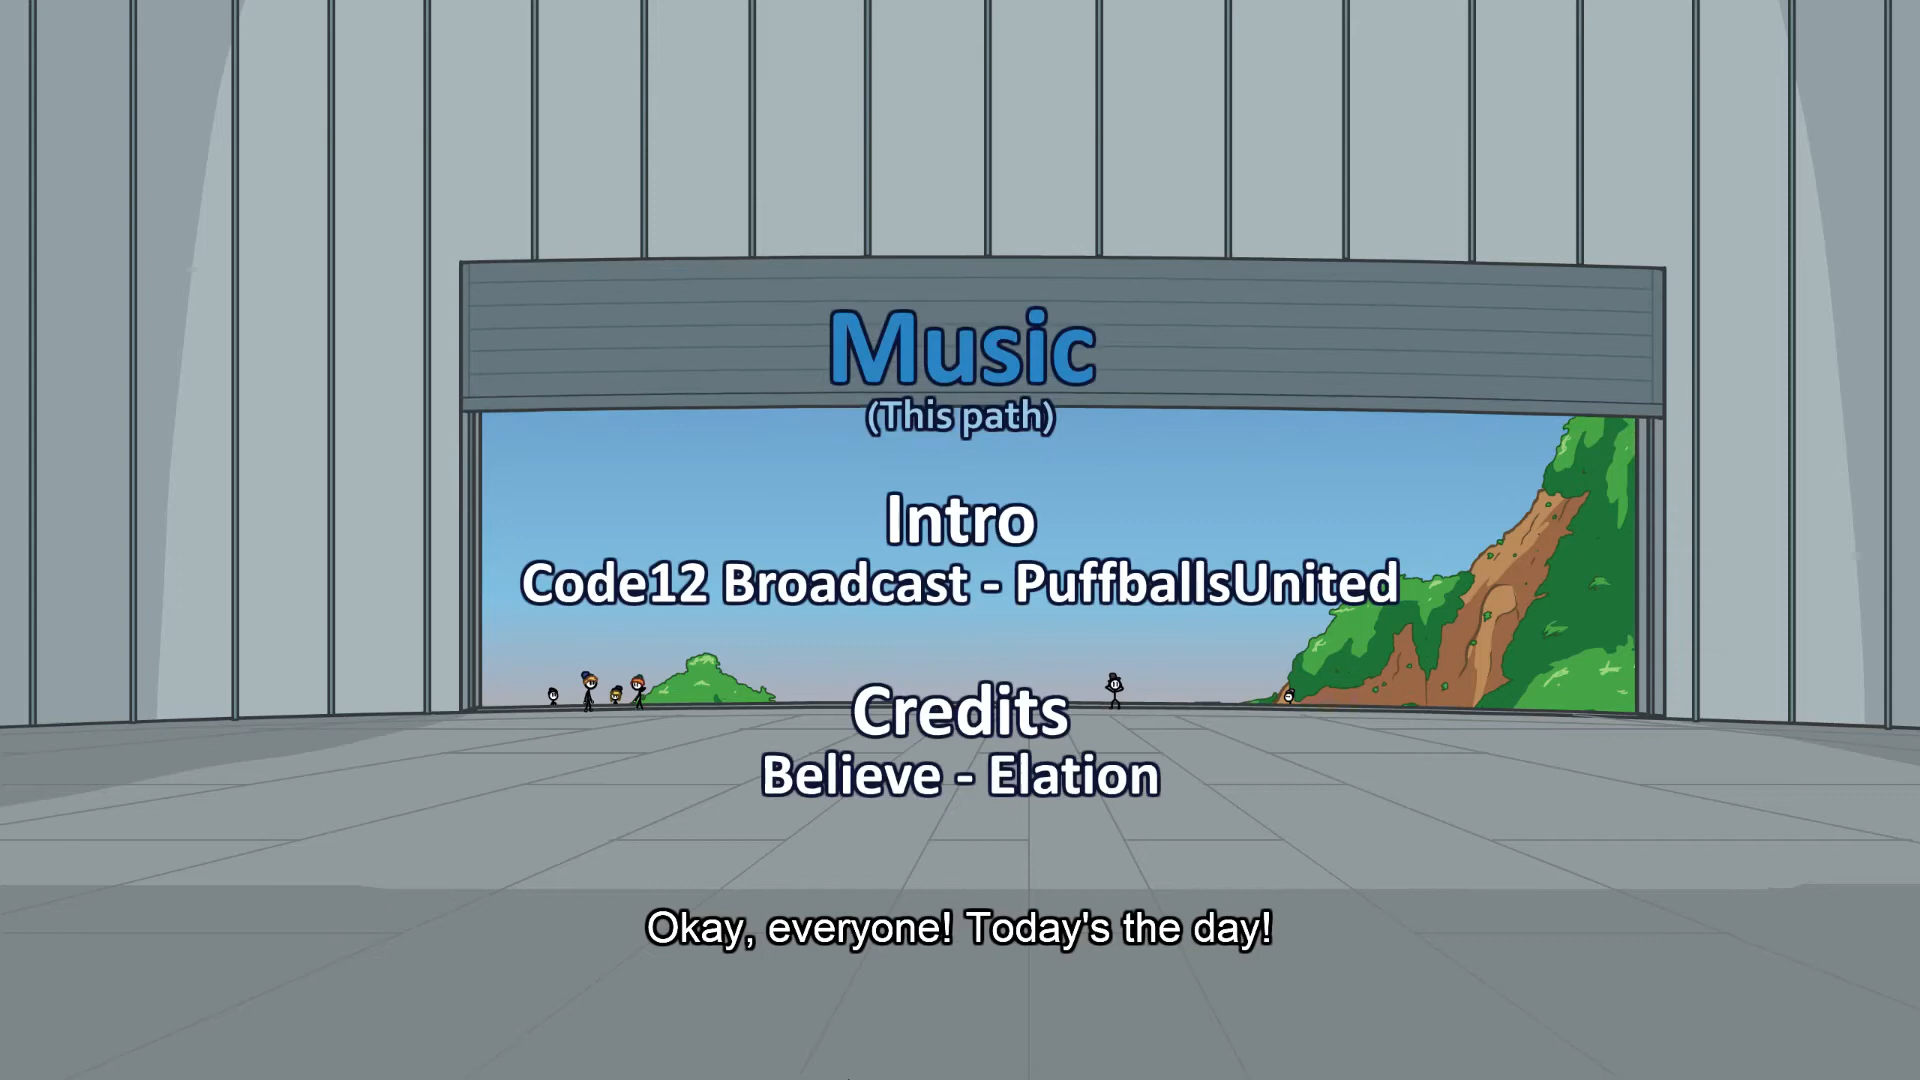 Music
(This path)
Intro
Code12 Broadcast - PuffballsUnited
Credits
Believe - Elation
Okay, everyone! Today's the day!